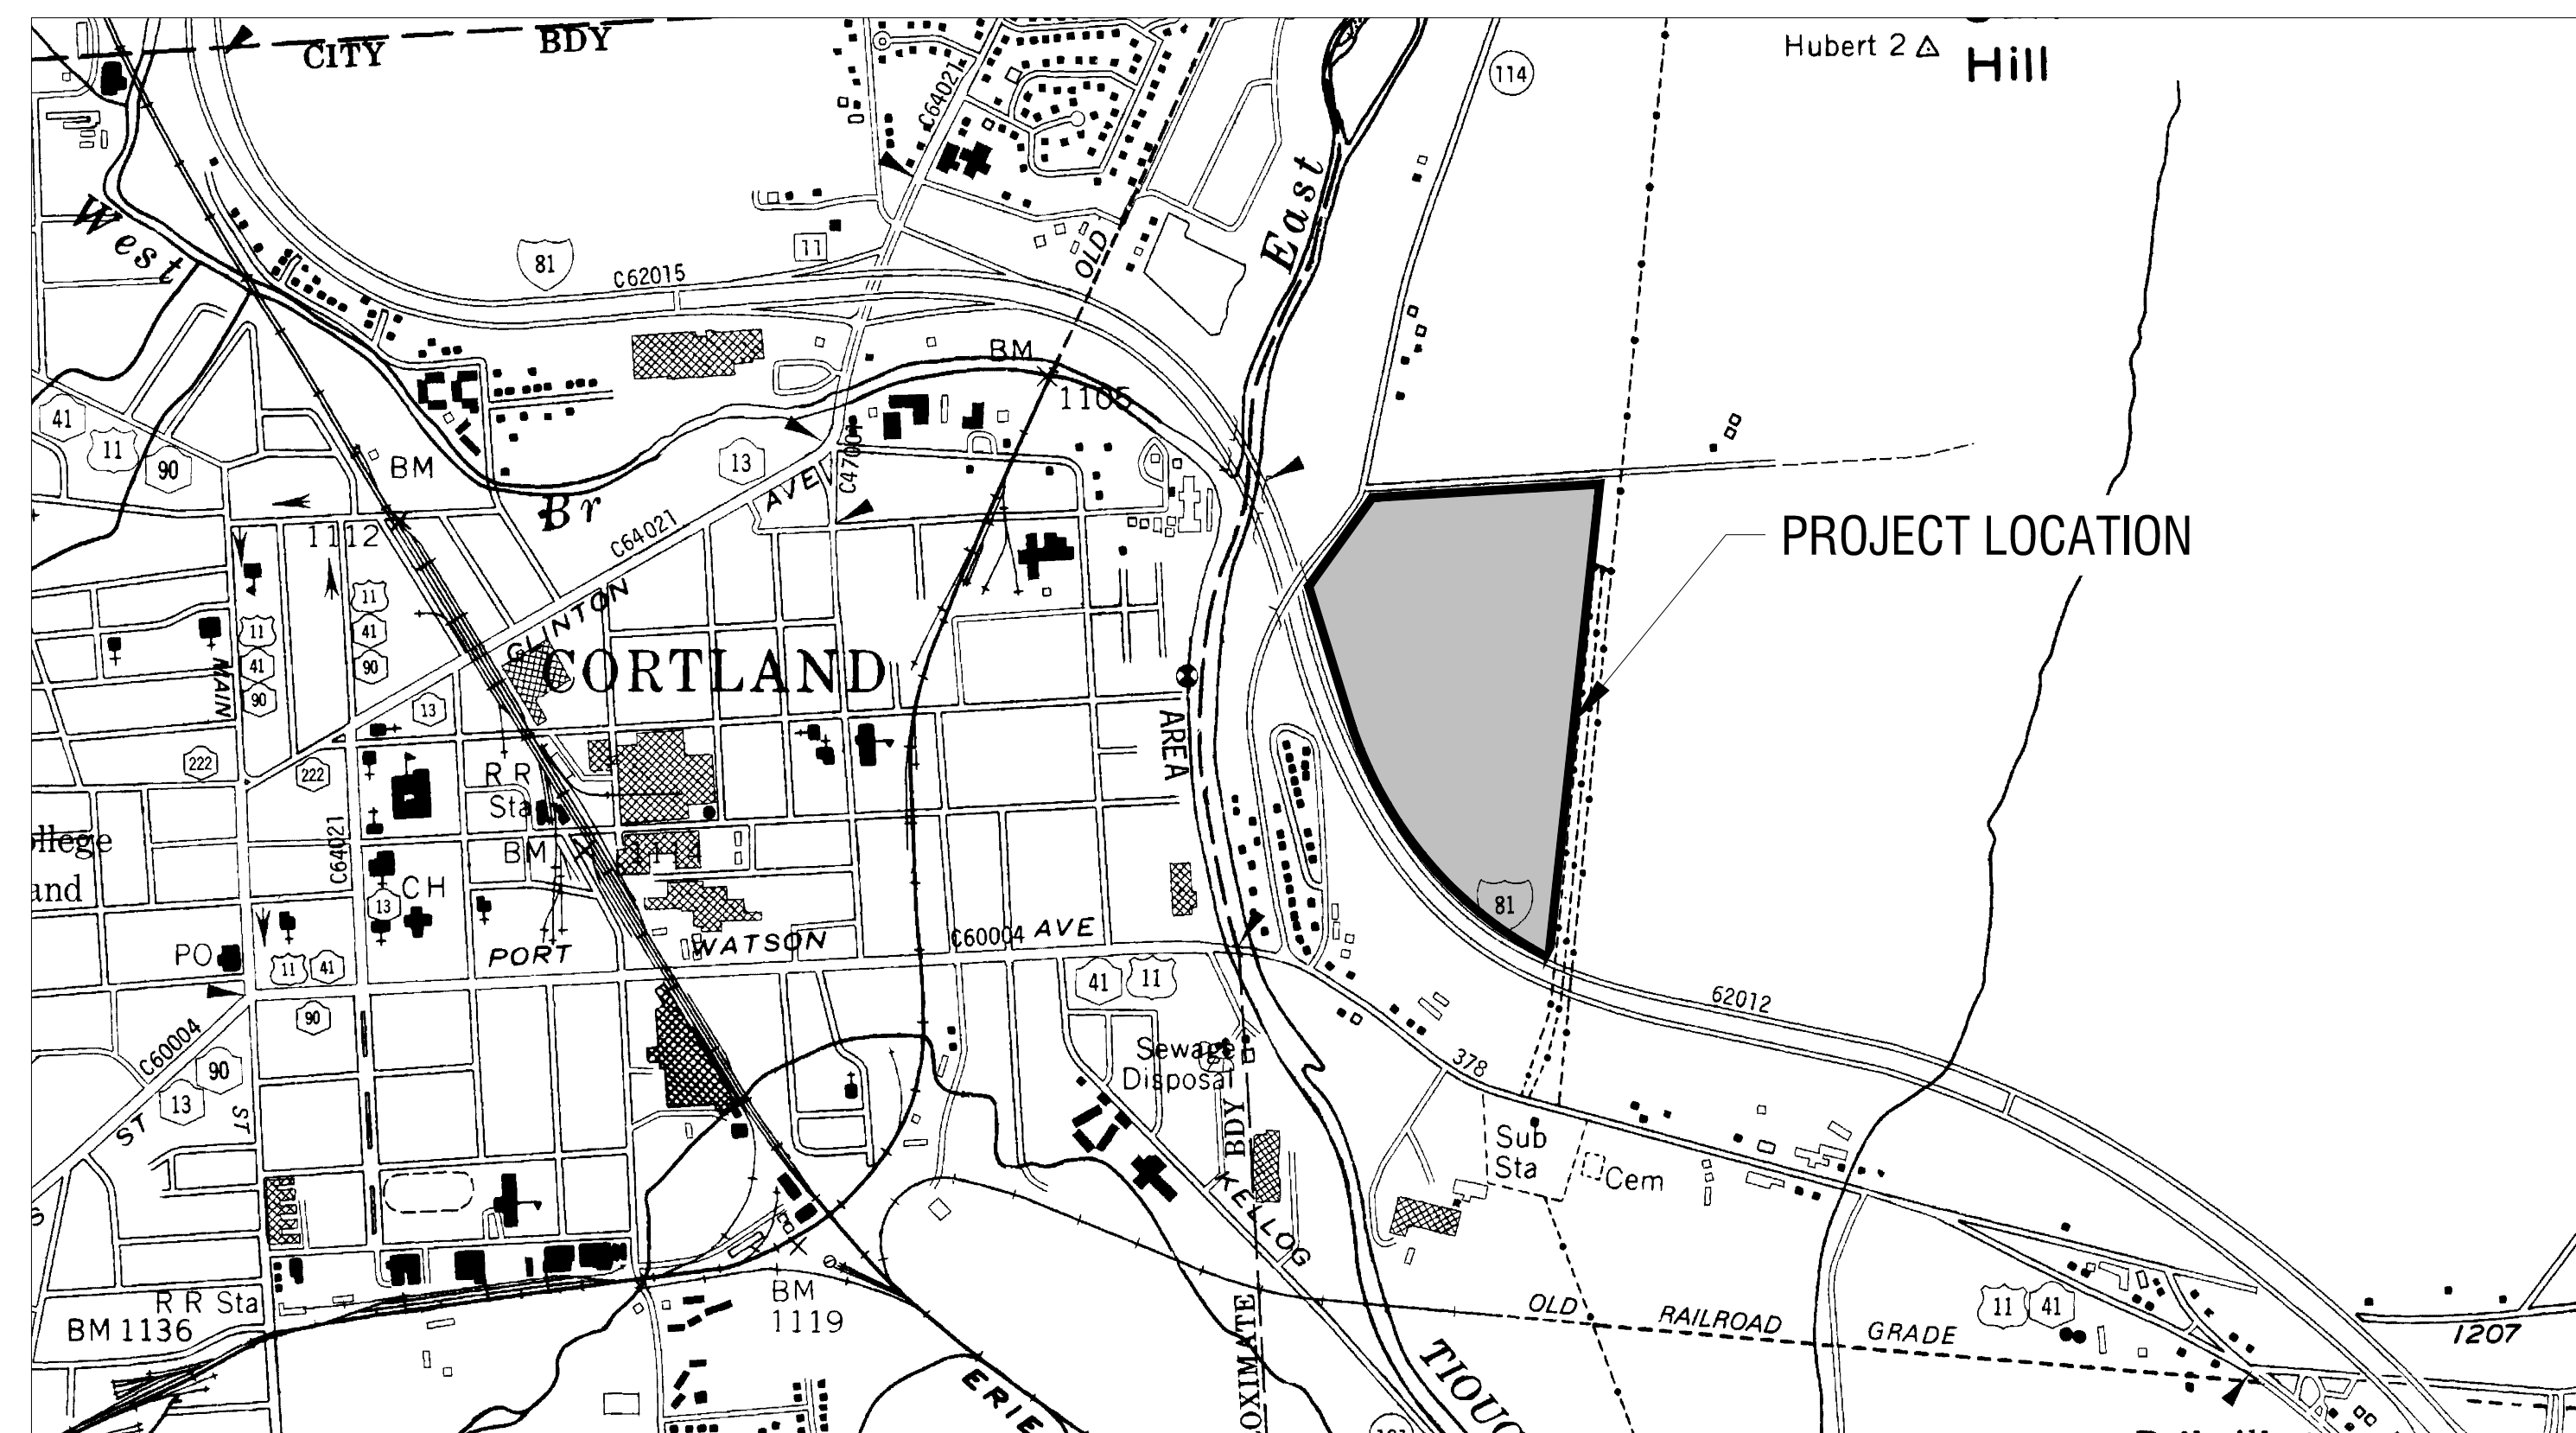 CITY BDY
Hubert 2
Hill
114
C64021
West
East
81
11
C62015
OLD
BM
1105
41
11
90
BM
13
AVE
C47001
Br
C64021
1112
PROJECT LOCATION
11
41
90
11
41
90
MAIN
CLINTON
CORTLAND
13
AREA
222
222
R R
Sta
BM
C64021
llege
and
CH
13
81
PO
11
41
PORT WATSON C60004 AVE
90
41
11
62012
C60004
90
13
ST
ST
Sewage
Disposal
378
BDY
Sub
Sta
Cem
KELLOG
R R Sta
BM 1136
BM
1119
OLD RAILROAD GRADE
11
41
1207
OXIMATE
ERIE
TIOUG